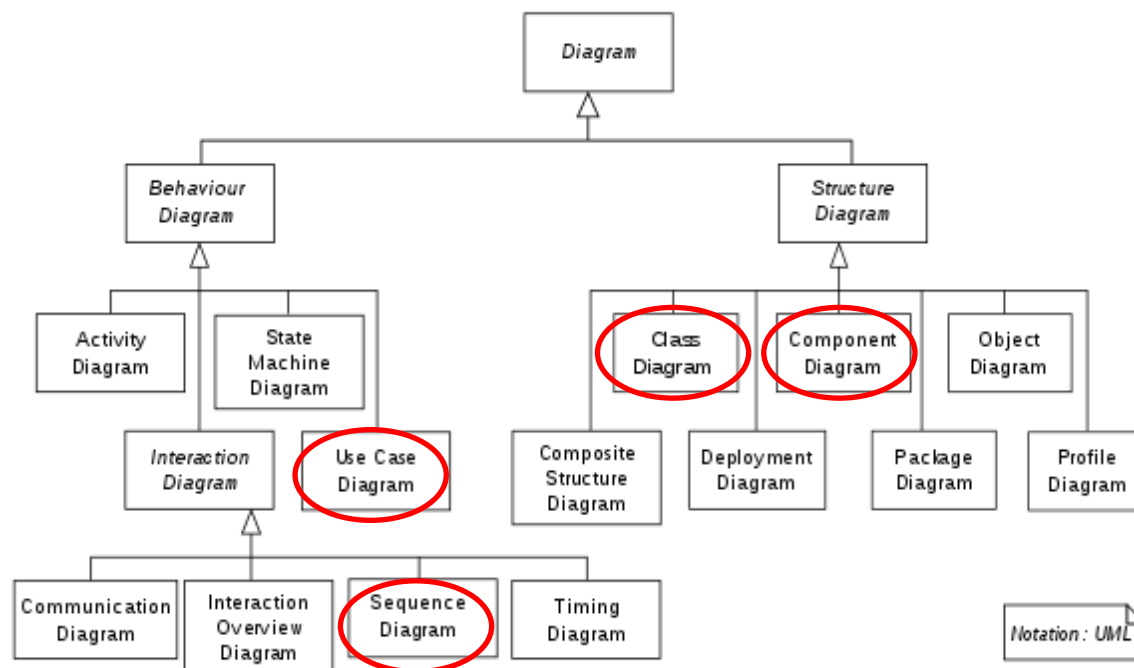 Diagram
Behaviour
Diagram
Structure
Diagram
Activity
Diagram
State
Machine
Diagram
Class
Diagram
Component
Diagram
Object
Diagram
Interaction
Diagram
Use Case
Diagram
Composite
Structure
Diagram
Deployment
Diagram
Package
Diagram
Profile
Diagram
Communication
Diagram
Interaction
Overview
Diagram
Sequence
Diagram
Timing
Diagram
Notation : UML